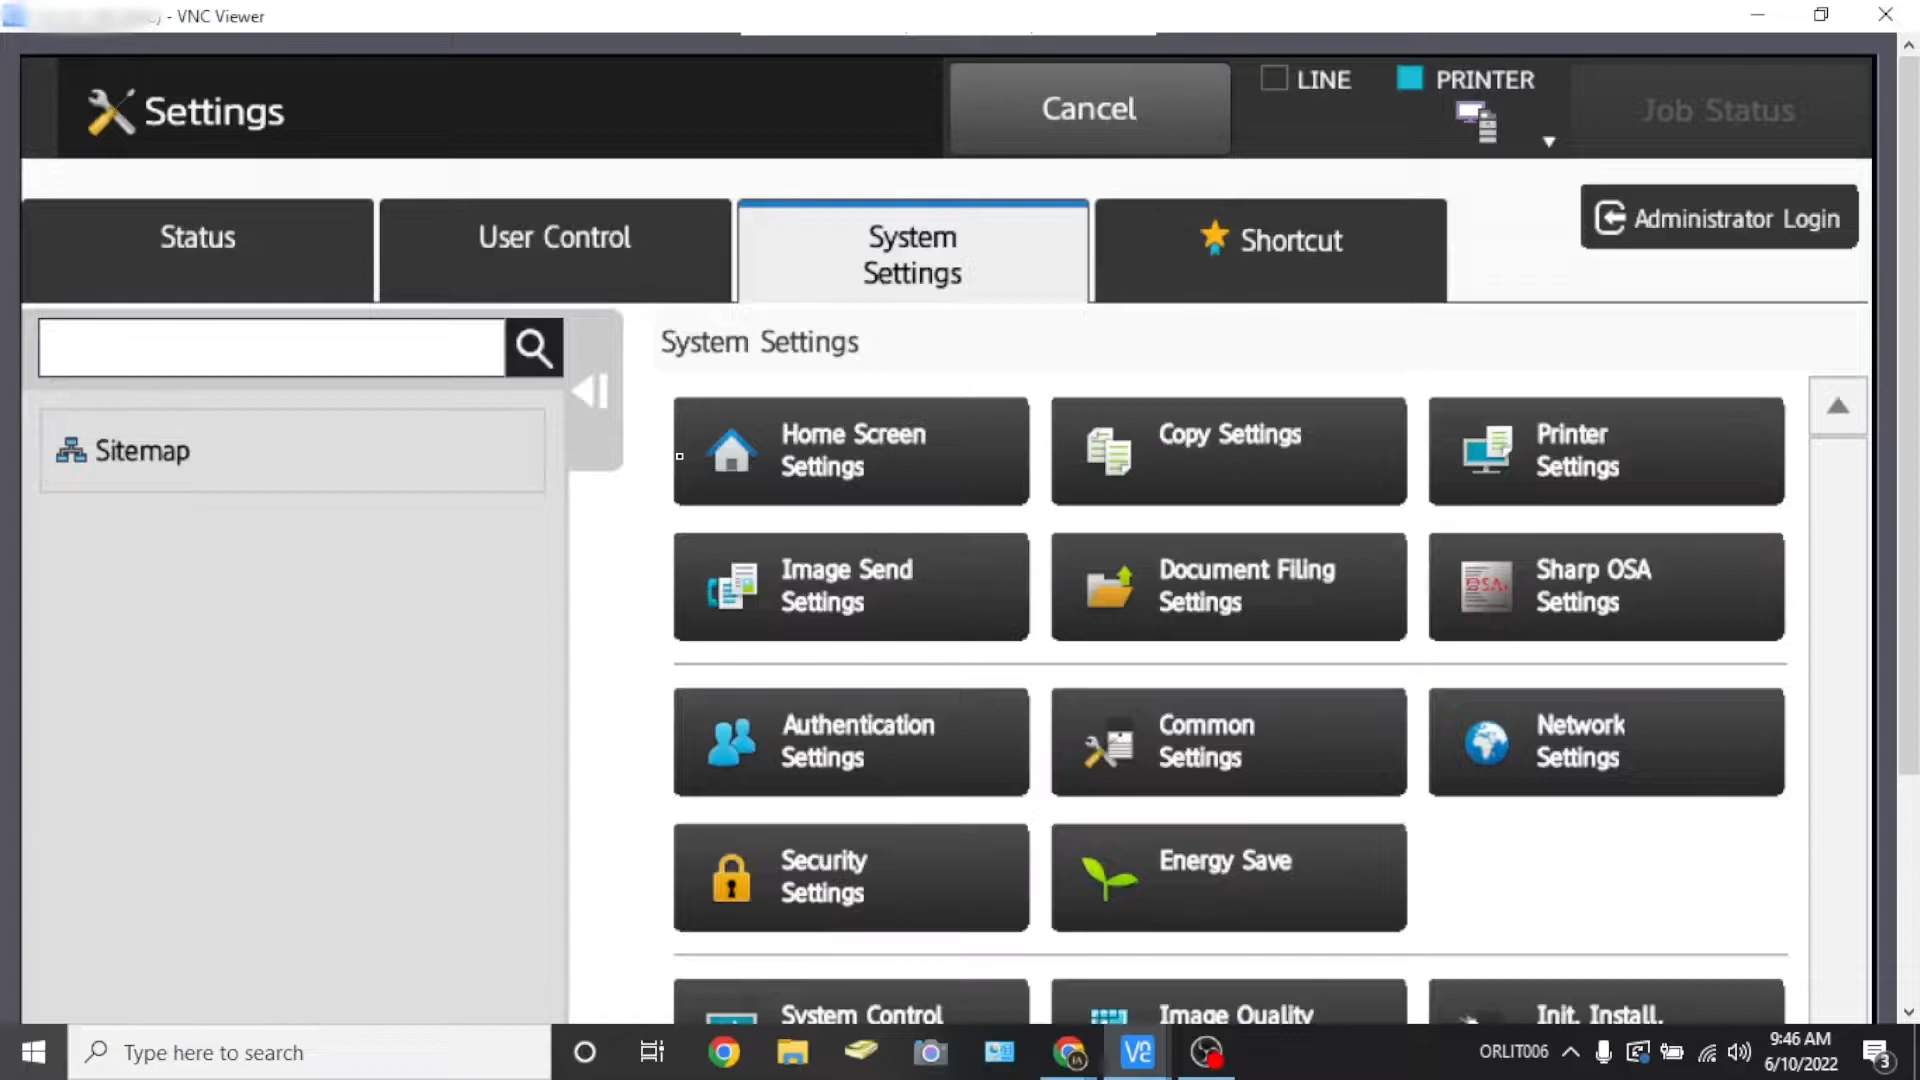 - VNC Viewer
Settings
Cancel
LINE
PRINTER
Job Status
Status
User Control
System
Settings
Shortcut
Administrator Login
System Settings
Sitemap
Home Screen
Settings
Copy Settings
Printer
Settings
Image Send
Settings
Document Filing
Settings
OSA
Sharp OSA
Settings
Authentication
Settings
Common
Settings
Network
Settings
Security
Settings
Energy Save
System Control
Image Quality
Init. Install.
Type here to search
ORLIT006
9:46 AM
6/10/2022
3